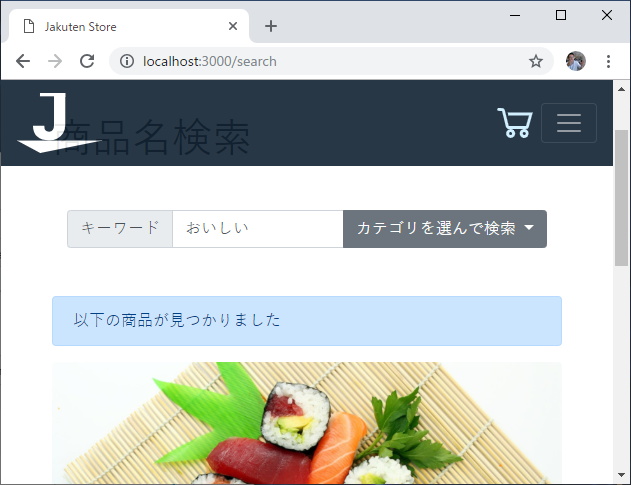 Jakuten Store
localhost:3000/search
J
商品名検索
キーワード おいしい カテゴリを選んで検索
以下の商品が見つかりました